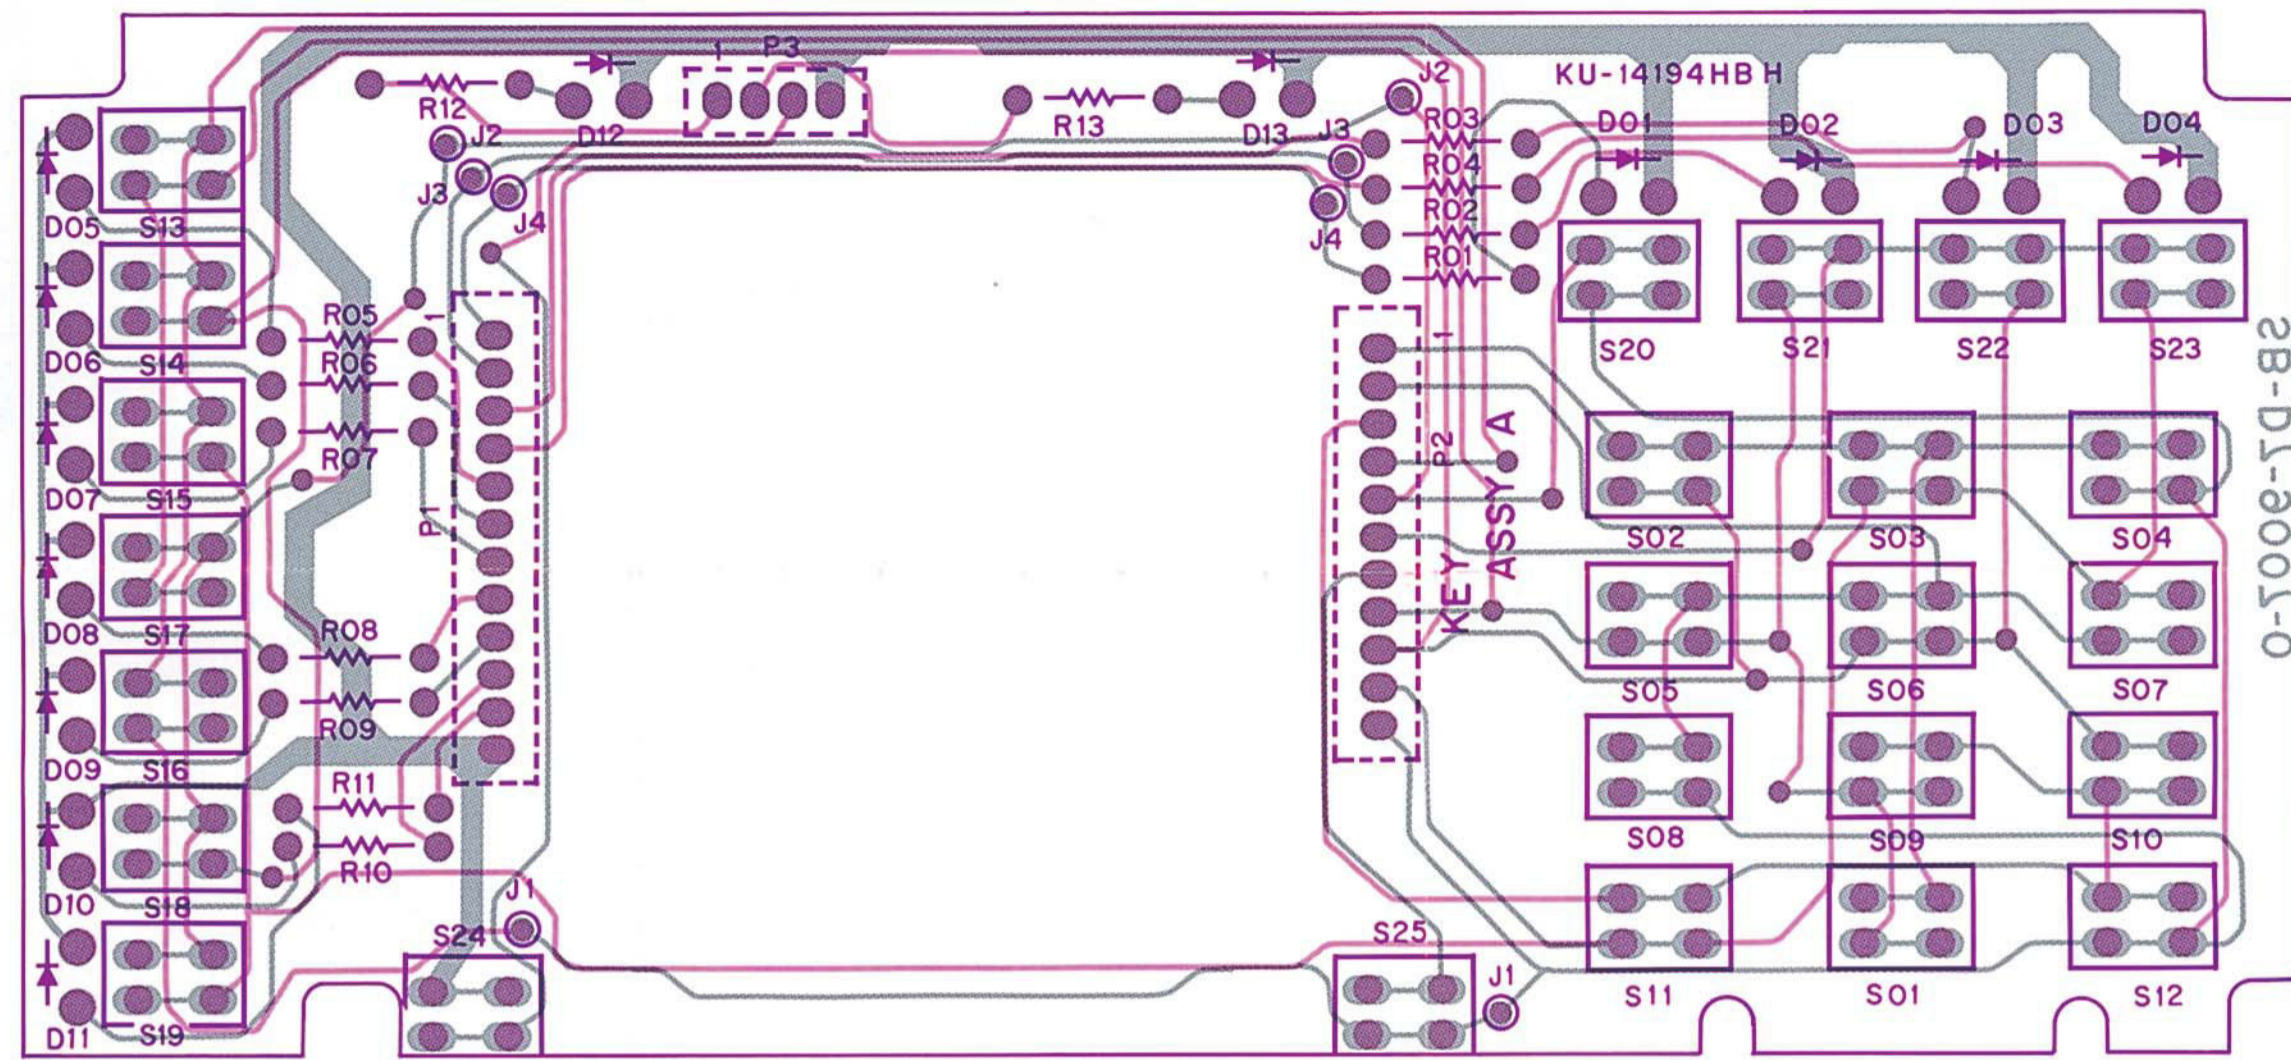 1
P3
KU-14194HB H
J2
R12
D12
R13
D13
J2
J3
R03
D01
D02
D03
D04
J2
R04
J3
J4
R02
J4
R01
D05
S13
R05
1
1
S20
S21
S22
S23
D06
S14
R06
R07
P2
KEY ASSY A
SB-D7-9007-0
D07
S15
P1
S02
S03
S04
D08
S17
R08
S05
S06
S07
R09
D09
S16
R11
S08
S09
S10
R10
D10
S18
J1
S24
S25
J1
S11
S01
S12
D11
S19